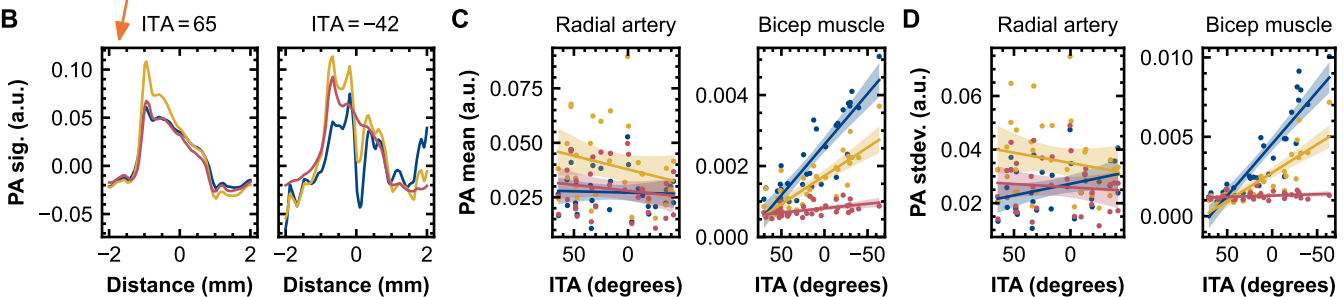 B
ITA = 65
ITA = −42
PA sig. (a.u.)
0.10
0.05
0.00
−0.05
−2
0
2
−2
0
2
Distance (mm)
Distance (mm)
C
Radial artery
Bicep muscle
PA mean (a.u.)
0.075
0.050
0.025
50
0
ITA (degrees)
0.004
0.002
0.000
50
0
−50
ITA (degrees)
D
Radial artery
Bicep muscle
PA stdev. (a.u.)
0.06
0.04
0.02
50
0
ITA (degrees)
0.010
0.005
0.000
50
0
−50
ITA (degrees)